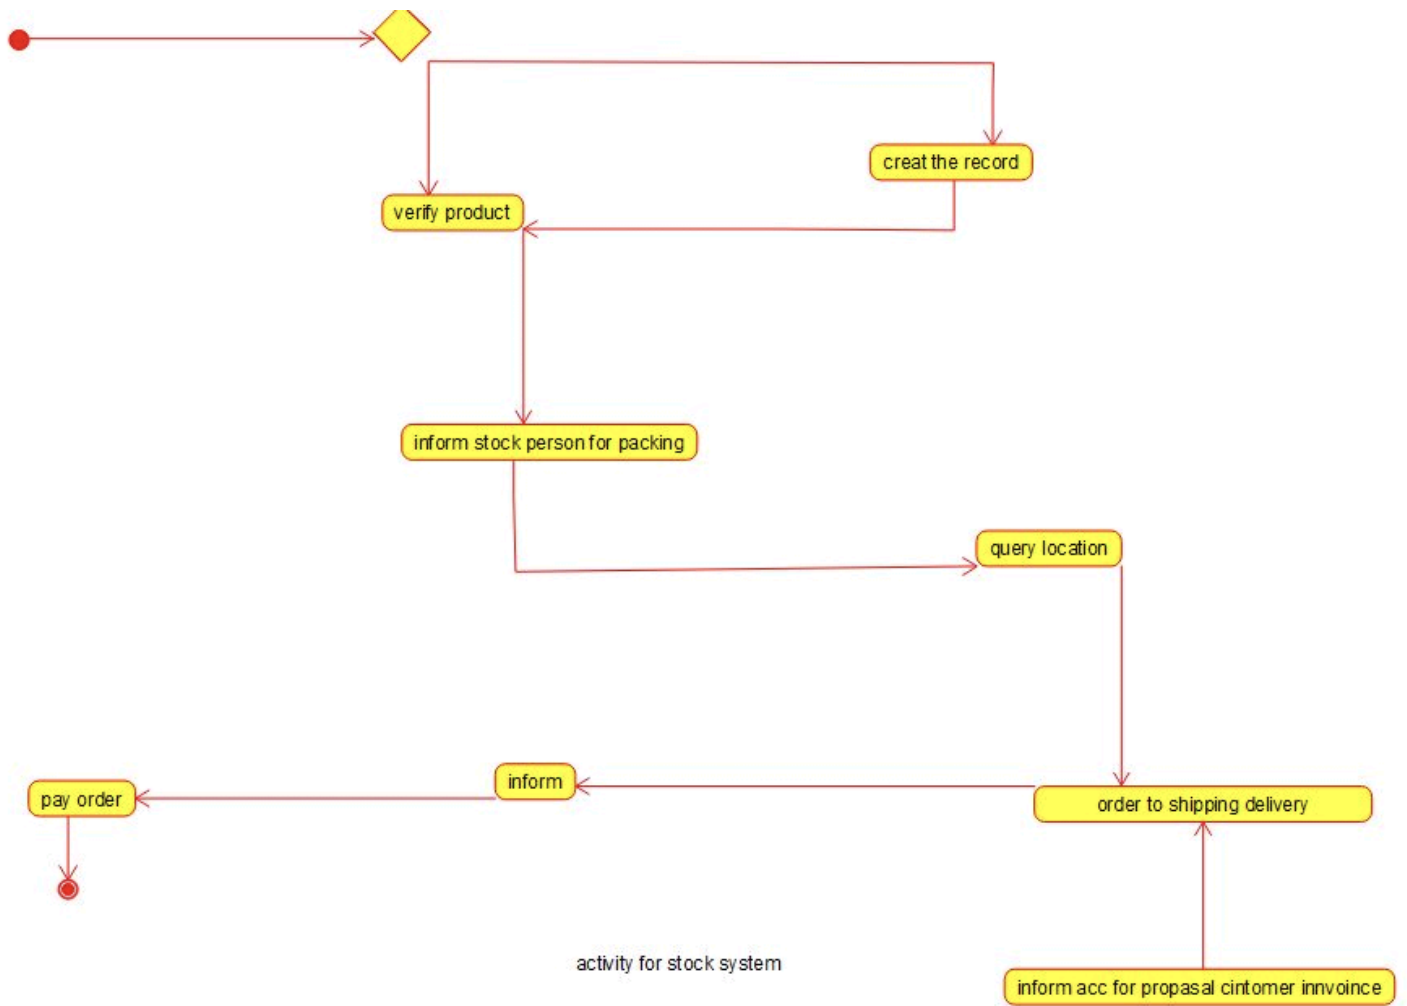 creat the record
verify product
inform stock person for packing
query location
inform
pay order
order to shipping delivery
activity for stock system
inform acc for propasal cintomer innvoince